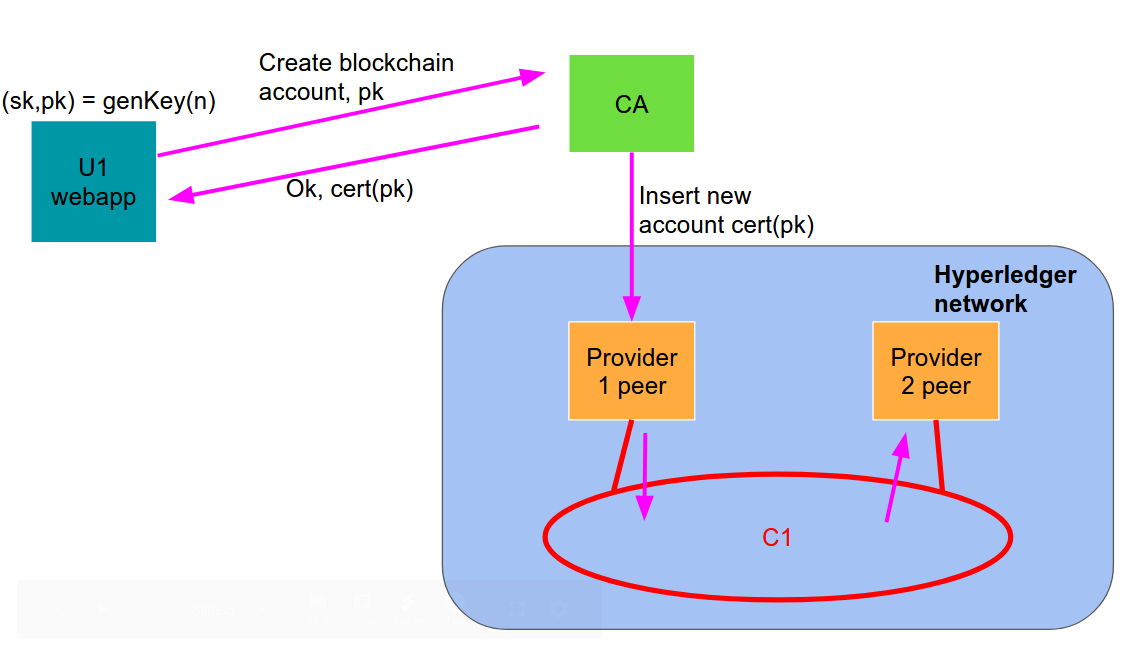 Create blockchain
account, pk
(sk,pk) = genKey(n)
CA
U1
webapp
Ok, cert(pk)
Insert new
account cert(pk)
Hyperledger
network
Provider
1 peer
Provider
2 peer
C1